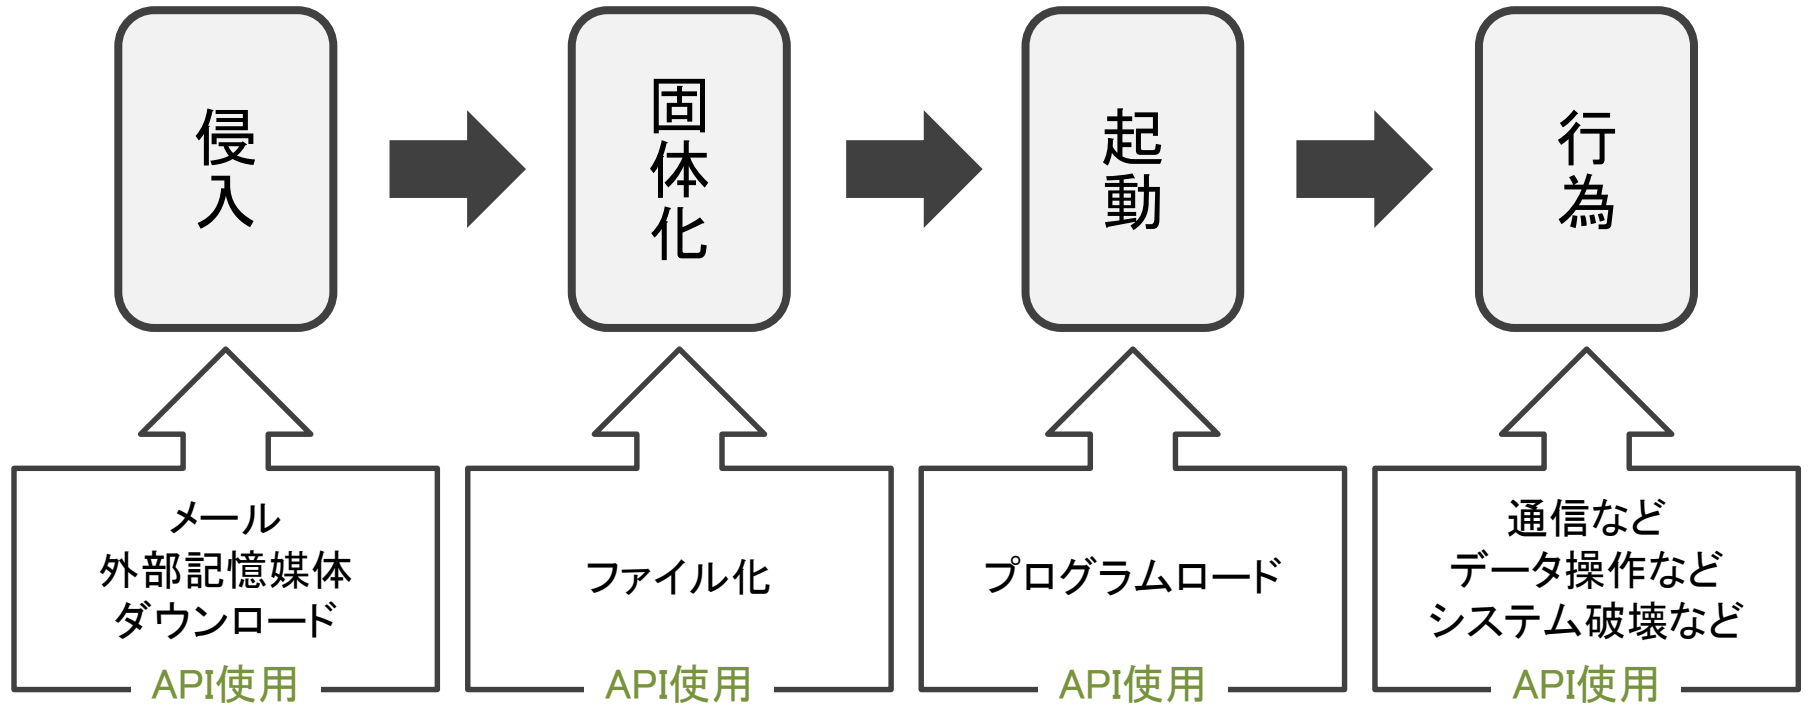 侵入
固体化
起動
行為
メール
外部記憶媒体
ダウンロード
API使用
ファイル化
API使用
プログラムロード
API使用
通信など
データ操作など
システム破壊など
API使用